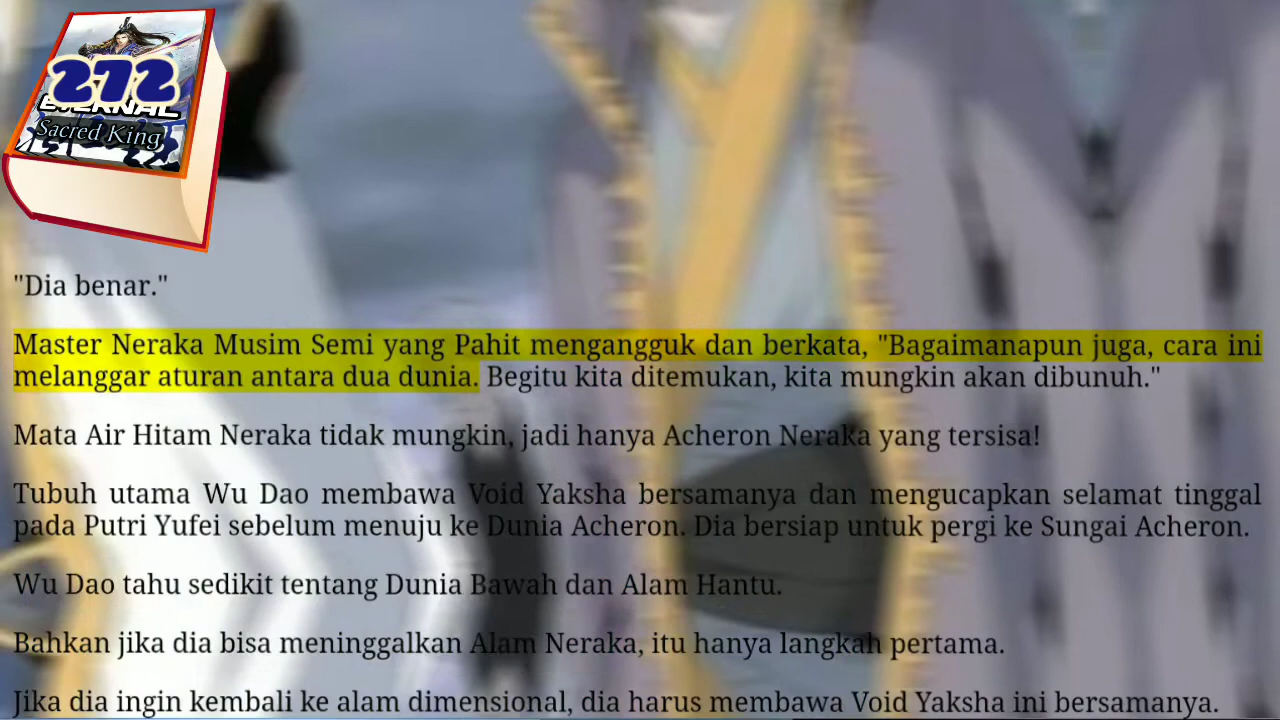 272
ETERNAL
Sacred King
"Dia benar."
Master Neraka Musim Semi yang Pahit mengangguk dan berkata, "Bagaimanapun juga, cara ini
melanggar aturan antara dua dunia. Begitu kita ditemukan, kita mungkin akan dibunuh."
Mata Air Hitam Neraka tidak mungkin, jadi hanya Acheron Neraka yang tersisa!
Tubuh utama Wu Dao membawa Void Yaksha bersamanya dan mengucapkan selamat tinggal
pada Putri Yufei sebelum menuju ke Dunia Acheron. Dia bersiap untuk pergi ke Sungai Acheron.
Wu Dao tahu sedikit tentang Dunia Bawah dan Alam Hantu.
Bahkan jika dia bisa meninggalkan Alam Neraka, itu hanya langkah pertama.
Jika dia ingin kembali ke alam dimensional, dia harus membawa Void Yaksha ini bersamanya.